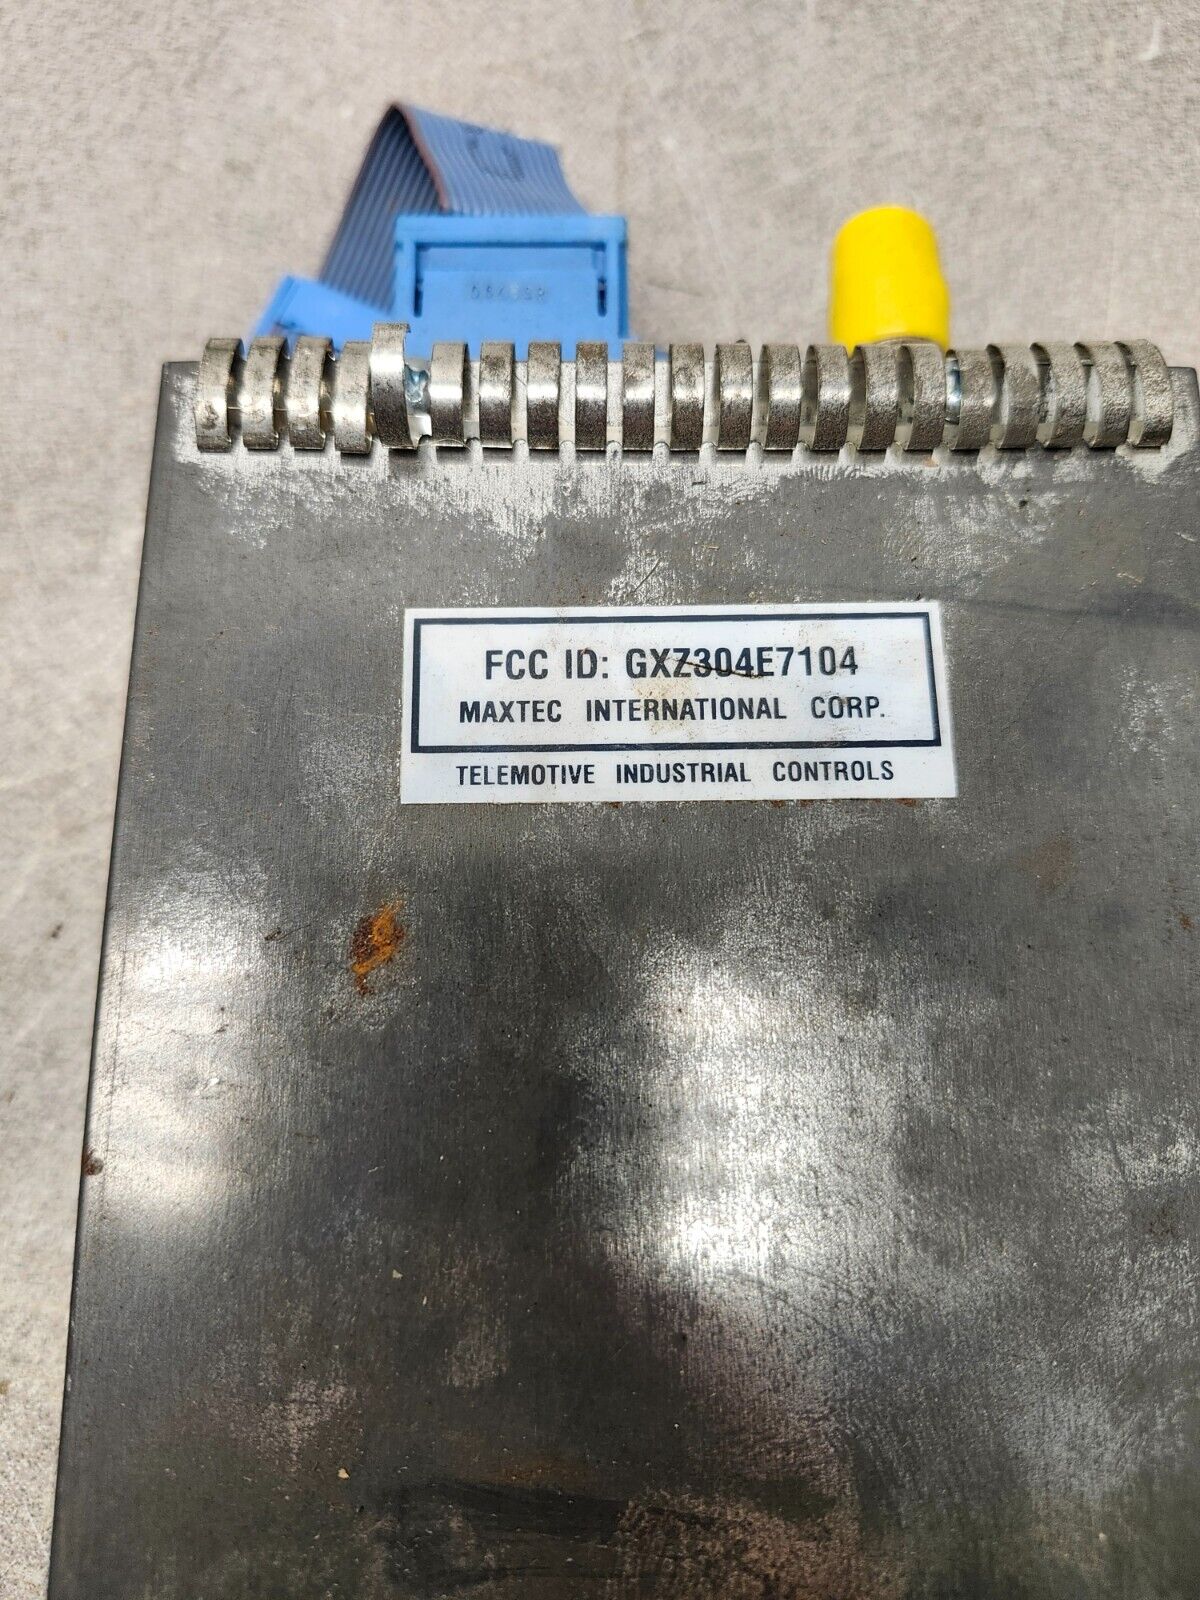 FCC ID: GXZ304E7104
MAXTEC INTERNATIONAL CORP.
TELEMOTIVE INDUSTRIAL CONTROLS